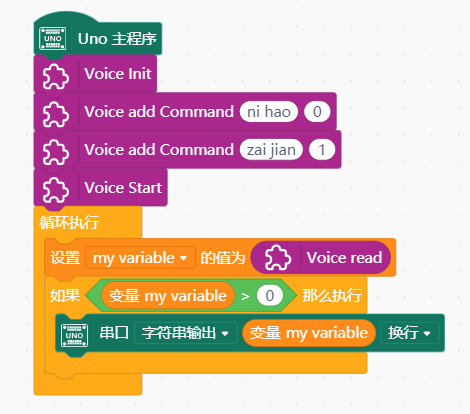 UNO Uno 主程序
Voice Init
Voice add Command ni hao 0
Voice add Command zai jian 1
Voice Start
循环执行
设置 my variable 的值为 Voice read
如果 变量 my variable > 0 那么执行
UNO 串口 字符串输出 变量 my variable 换行